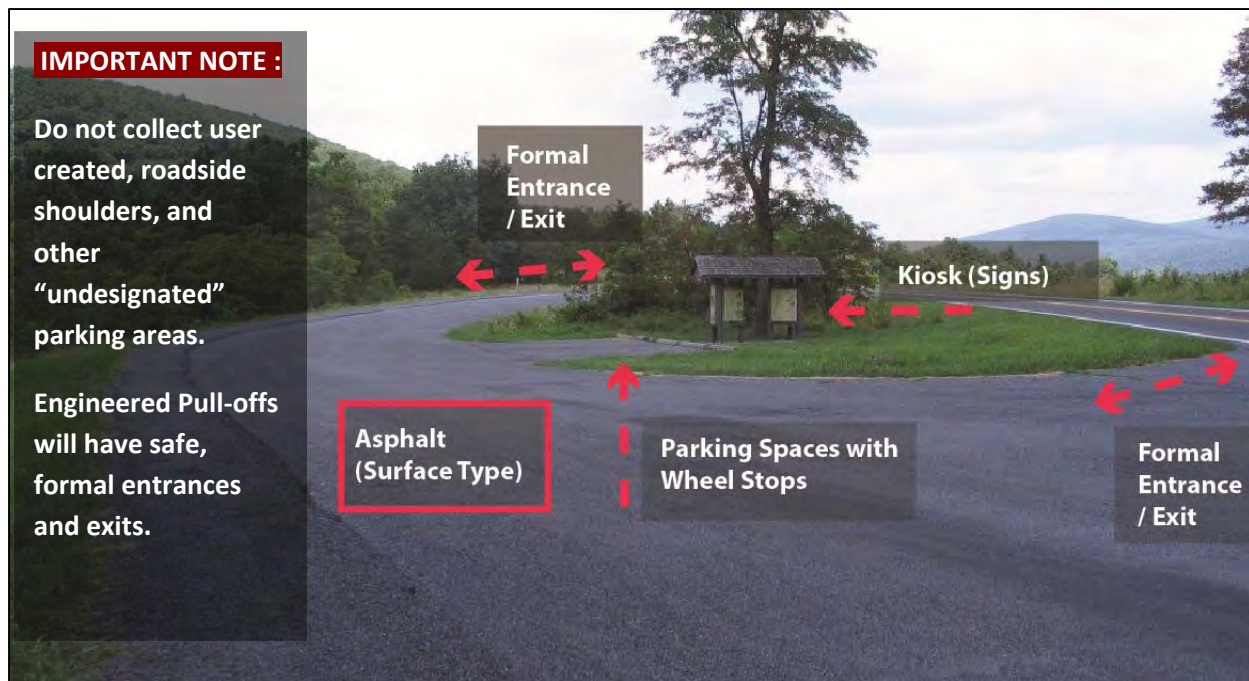 IMPORTANT NOTE :
Do not collect user
created, roadside
shoulders, and
other
“undesignated”
parking areas.
Engineered Pull-offs
will have safe,
formal entrances
and exits.
Formal
Entrance
/ Exit
Kiosk (Signs)
Asphalt
(Surface Type)
Parking Spaces with
Wheel Stops
Formal
Entrance
/ Exit